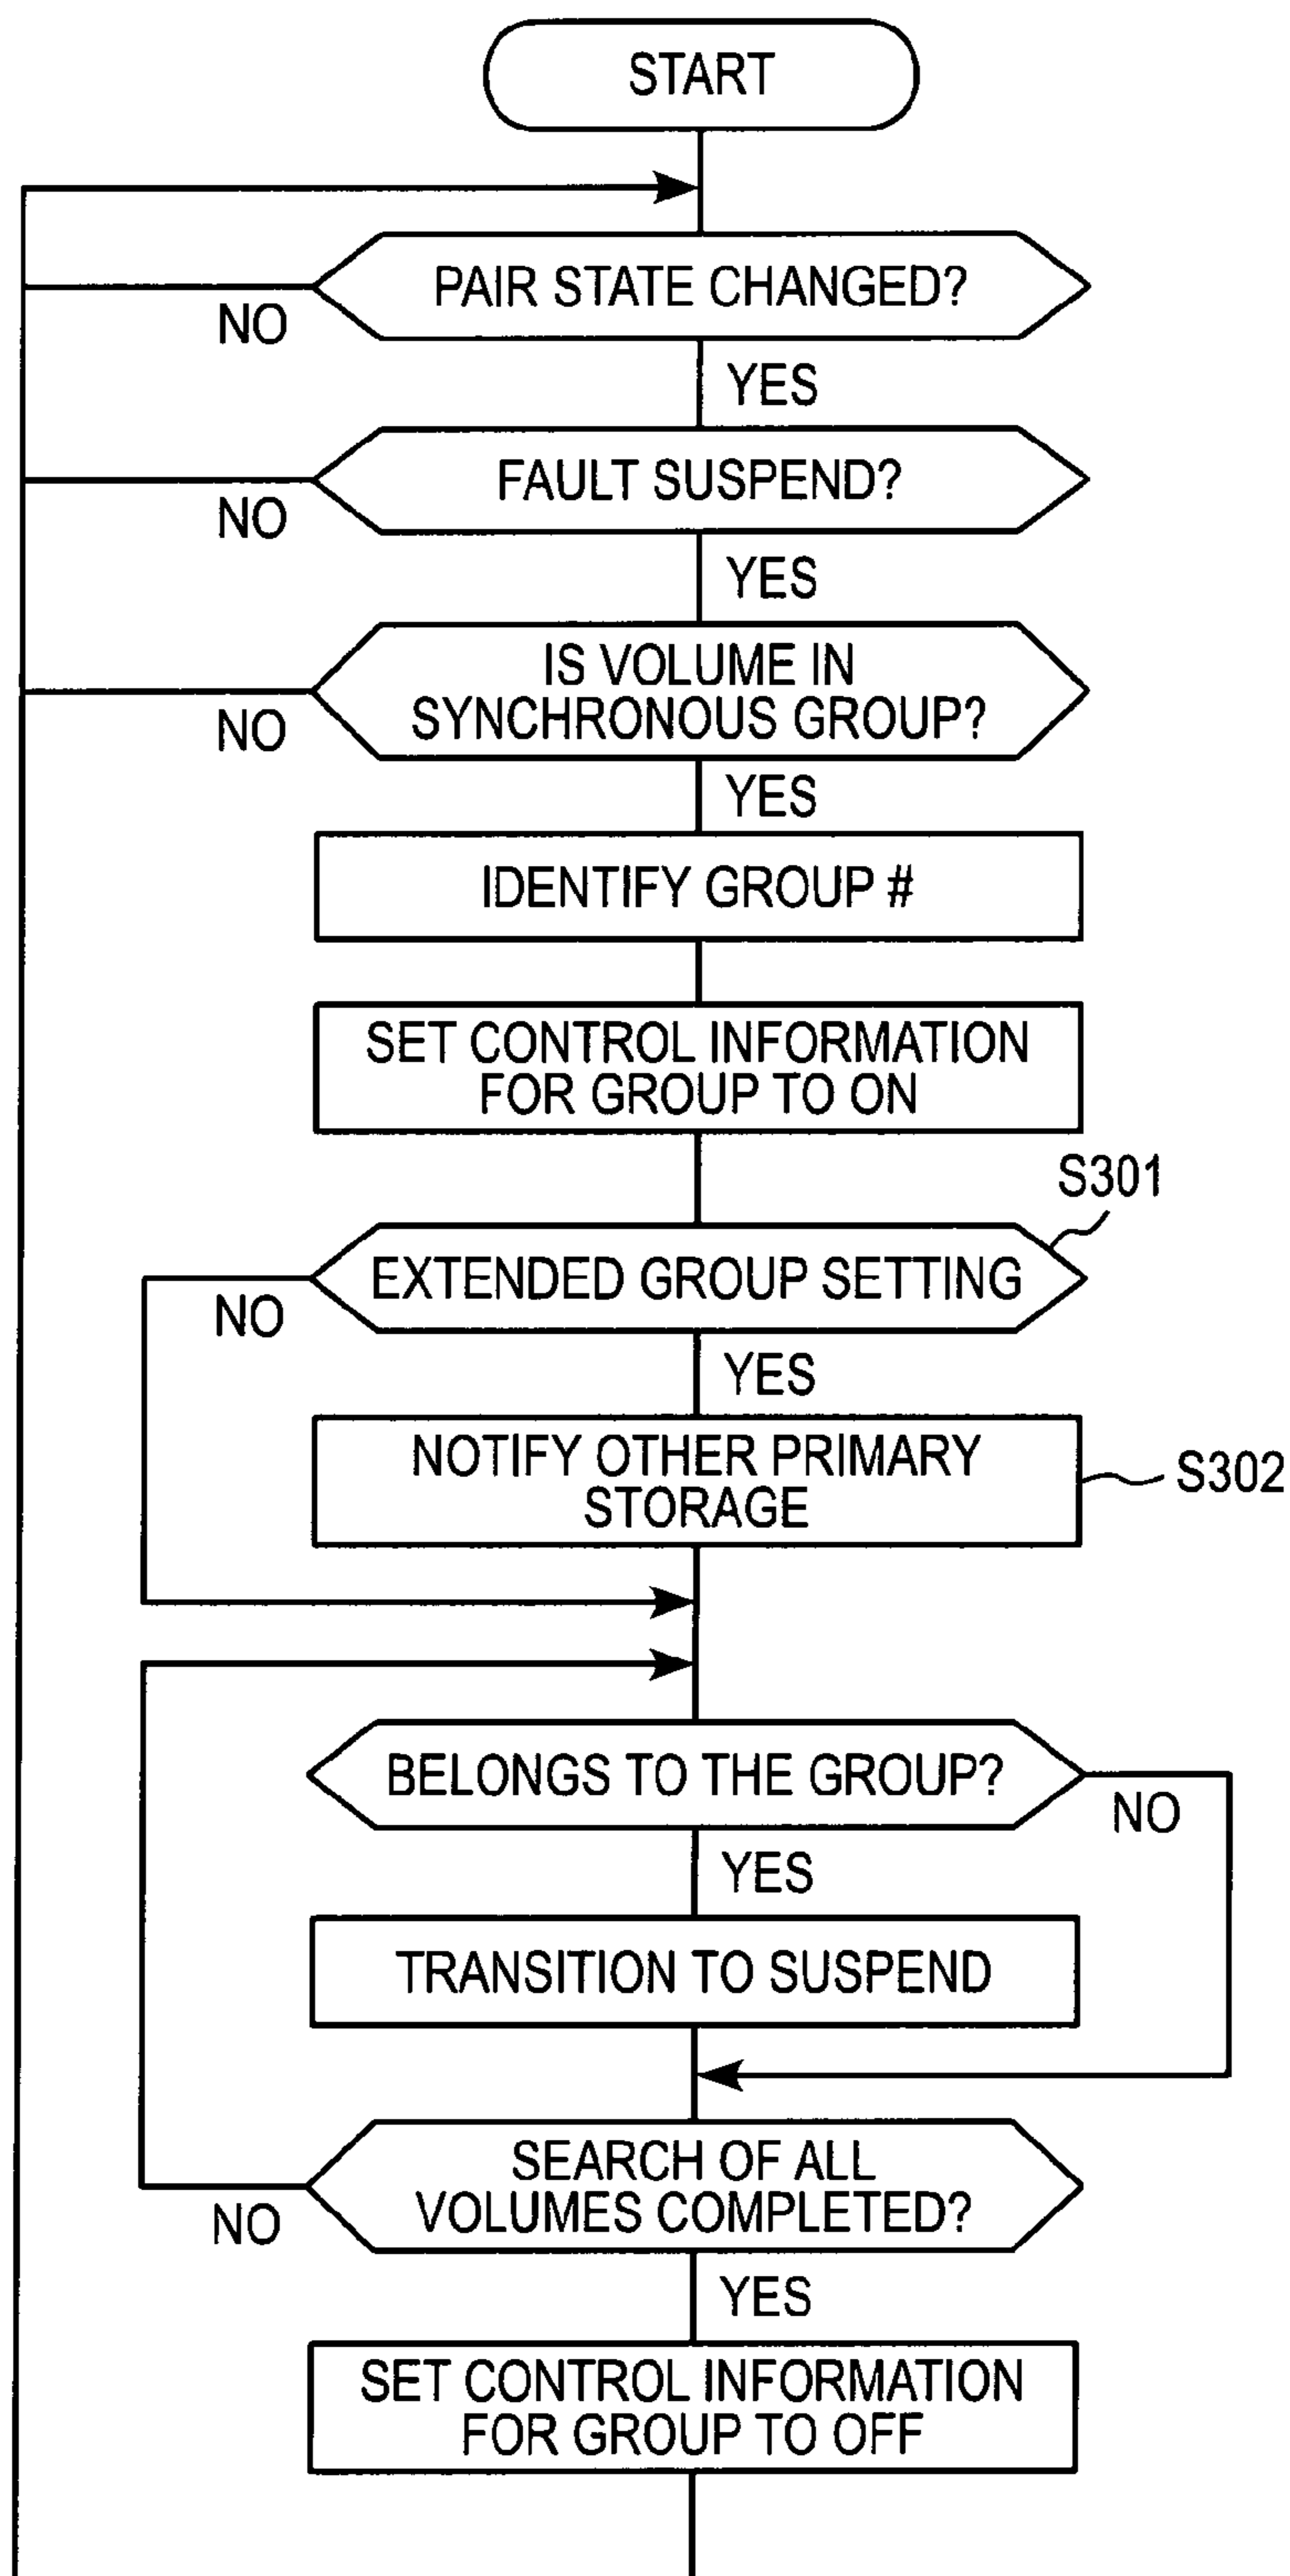 START
PAIR STATE CHANGED?
NO
YES
FAULT SUSPEND?
NO
YES
IS VOLUME IN
SYNCHRONOUS GROUP?
NO
YES
IDENTIFY GROUP #
SET CONTROL INFORMATION
FOR GROUP TO ON
S301
EXTENDED GROUP SETTING
NO
YES
NOTIFY OTHER PRIMARY
STORAGE
S302
BELONGS TO THE GROUP?
NO
YES
TRANSITION TO SUSPEND
SEARCH OF ALL
VOLUMES COMPLETED?
NO
YES
SET CONTROL INFORMATION
FOR GROUP TO OFF